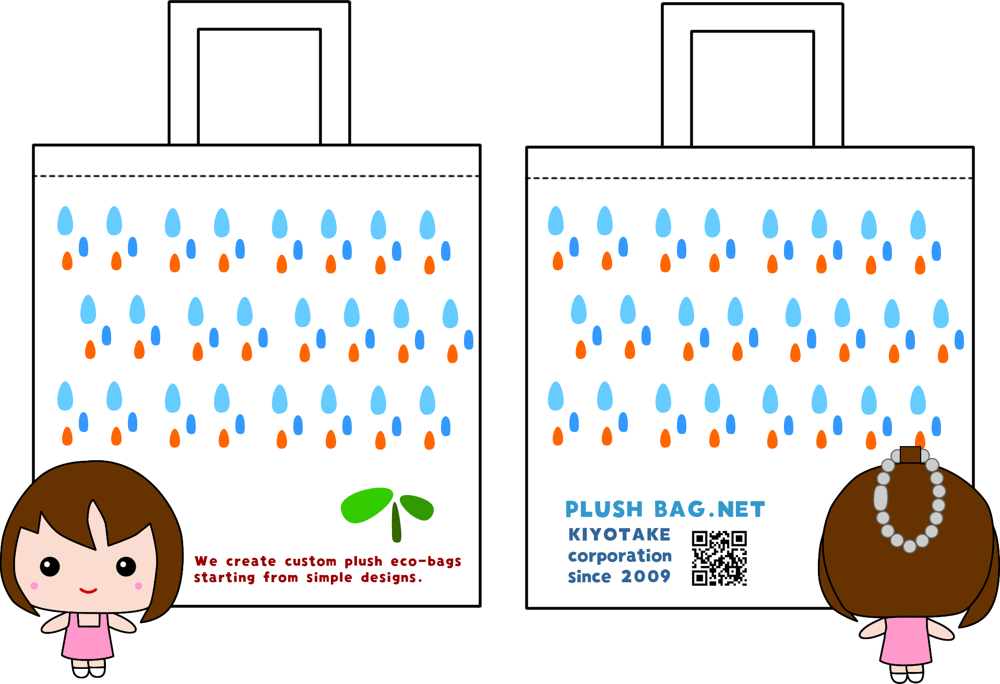 We create custom plush eco-bags
starting from simple designs.
PLUSH BAG.NET
KIYOTAKE
corporation
since 2009